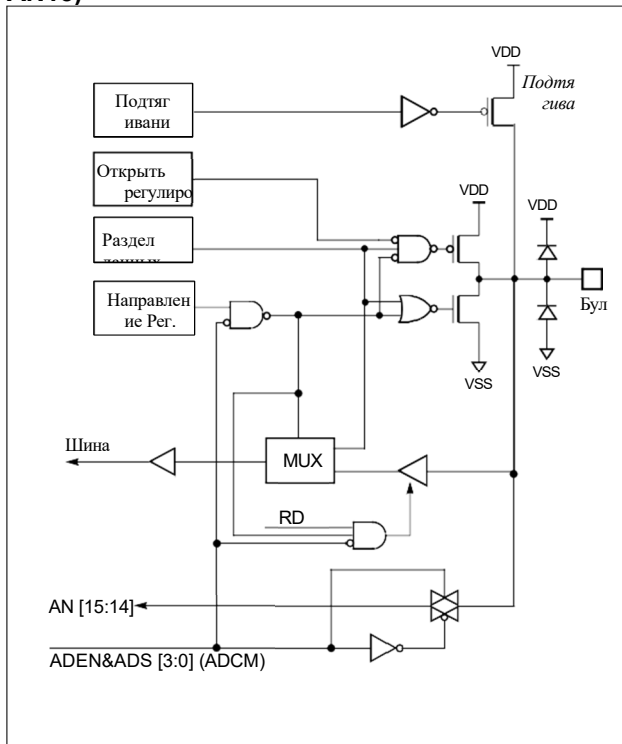 VDD
Подтя
гива
Подтяг
ивани
Открыть
регулиро
VDD
VDD
Раздел
Направлен
ие Рег.
Бул
VSS
VSS
Шина
MUX
RD
AN [15:14]
ADEN&ADS [3:0] (ADCM)